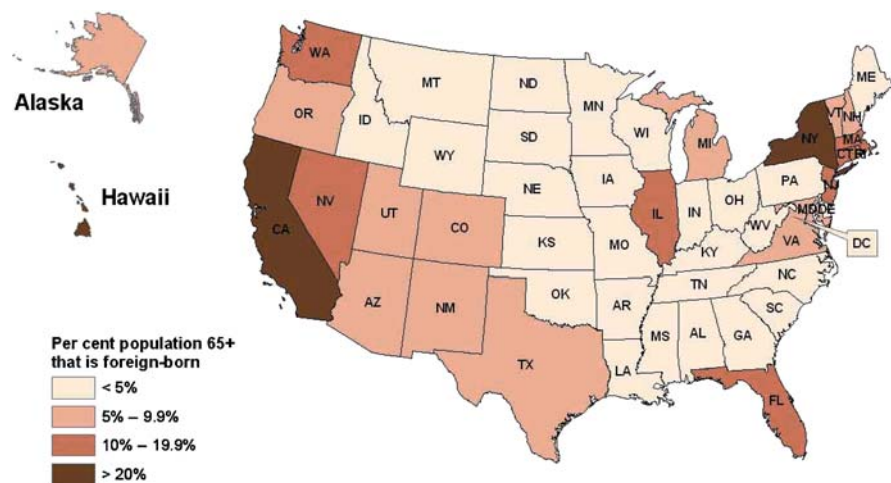 Alaska
Hawaii
WA
OR
ID
MT
ND
MN
WI
MI
ME
VT
NH
MA
CT
RI
NY
NJ
PA
SD
WY
NE
IA
IL
IN
OH
MD
DE
DC
WV
VA
NV
UT
CO
KS
MO
KY
CA
AZ
NM
OK
AR
TN
NC
SC
TX
LA
MS
AL
GA
FL
Per cent population 65+
that is foreign-born
< 5%
5% – 9.9%
10% – 19.9%
> 20%